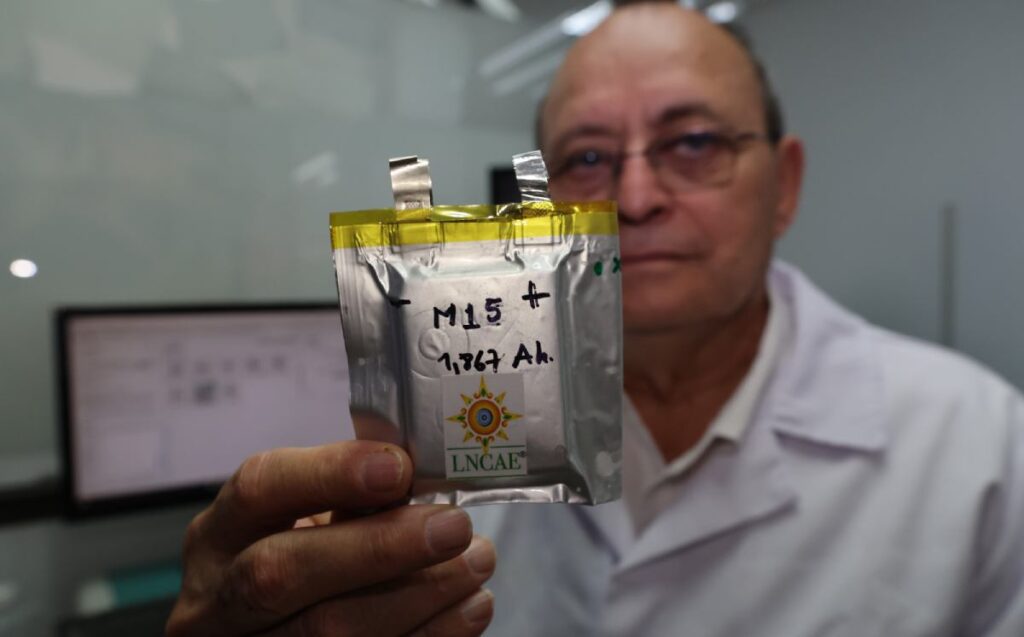 - M15 +
1,867 Ah.
LNCAE®